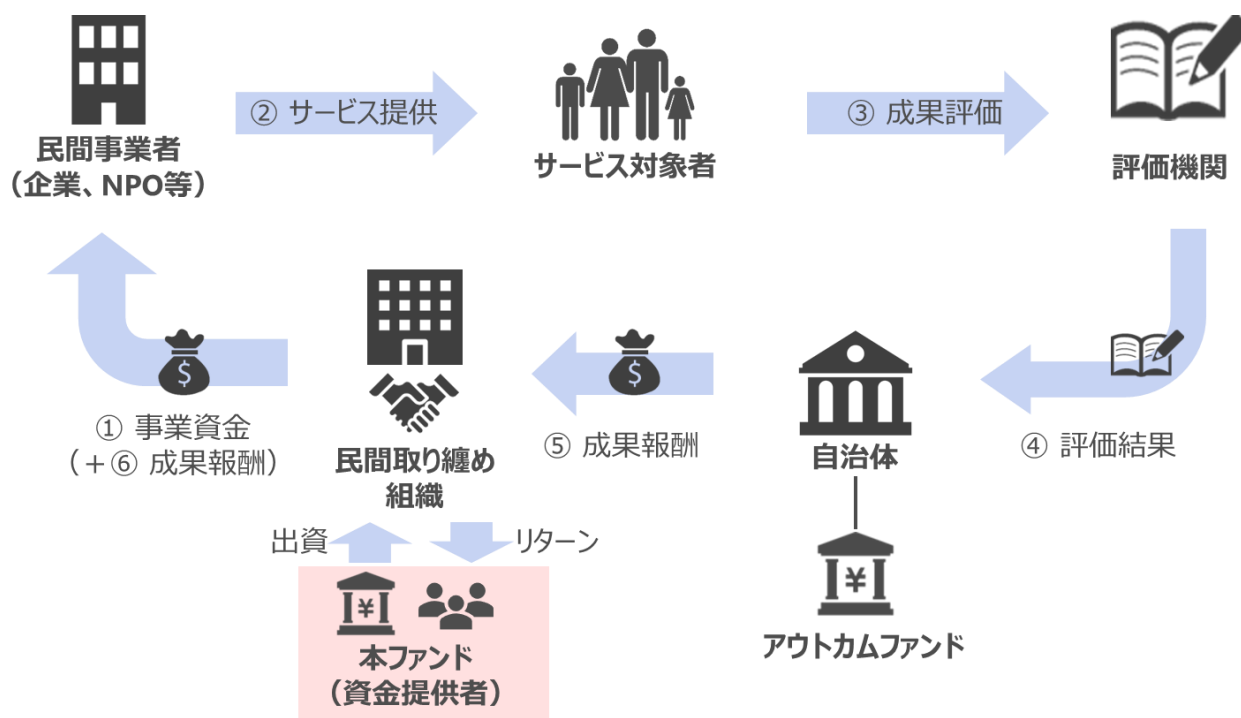 ② サービス提供
③ 成果評価
民間事業者
（企業、NPO等）
サービス対象者
評価機関
$
① 事業資金
（＋⑥ 成果報酬）
民間取り纏め
組織
$
⑤ 成果報酬
自治体
④ 評価結果
出資
リターン
¥
本ファンド
（資金提供者）
¥
アウトカムファンド